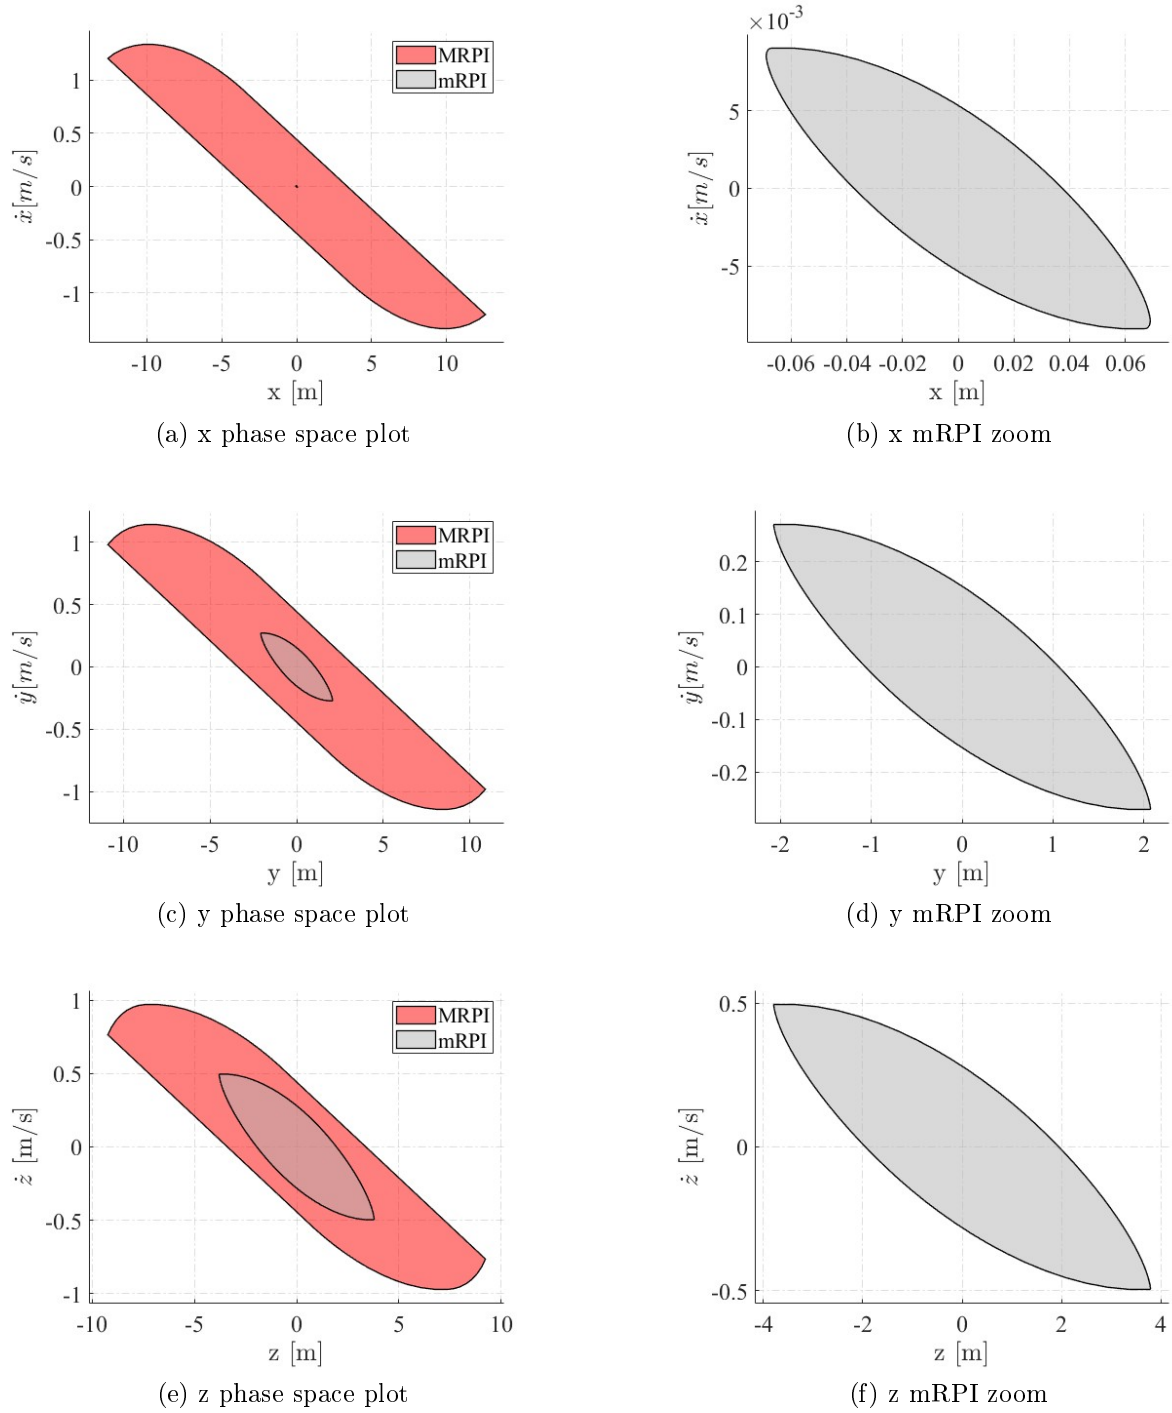 MRPI
mRPI
1
0.5
0
-0.5
-1
ẋ[m/s]
-10 -5 0 5 10
x [m]
(a) x phase space plot
×10⁻³
5
0
-5
ẋ[m/s]
-0.06 -0.04 -0.02 0 0.02 0.04 0.06
x [m]
(b) x mRPI zoom
MRPI
mRPI
1
0.5
0
-0.5
-1
ẏ[m/s]
-10 -5 0 5 10
y [m]
(c) y phase space plot
0.2
0.1
0
-0.1
-0.2
ẏ[m/s]
-2 -1 0 1 2
y [m]
(d) y mRPI zoom
MRPI
mRPI
1
0.5
0
-0.5
-1
ż [m/s]
-10 -5 0 5 10
z [m]
(e) z phase space plot
0.5
0
-0.5
ż [m/s]
-4 -2 0 2 4
z [m]
(f) z mRPI zoom